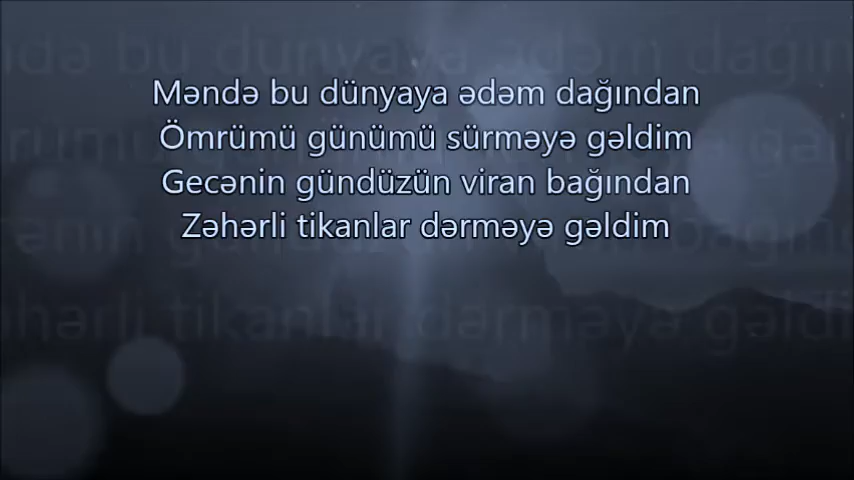 Məndə bu dünyaya ədəm dağından
Ömrümü günümü sürməyə gəldim
Gecənin gündüzün viran bağından
Zəhərli tikanlar dərməyə gəldim